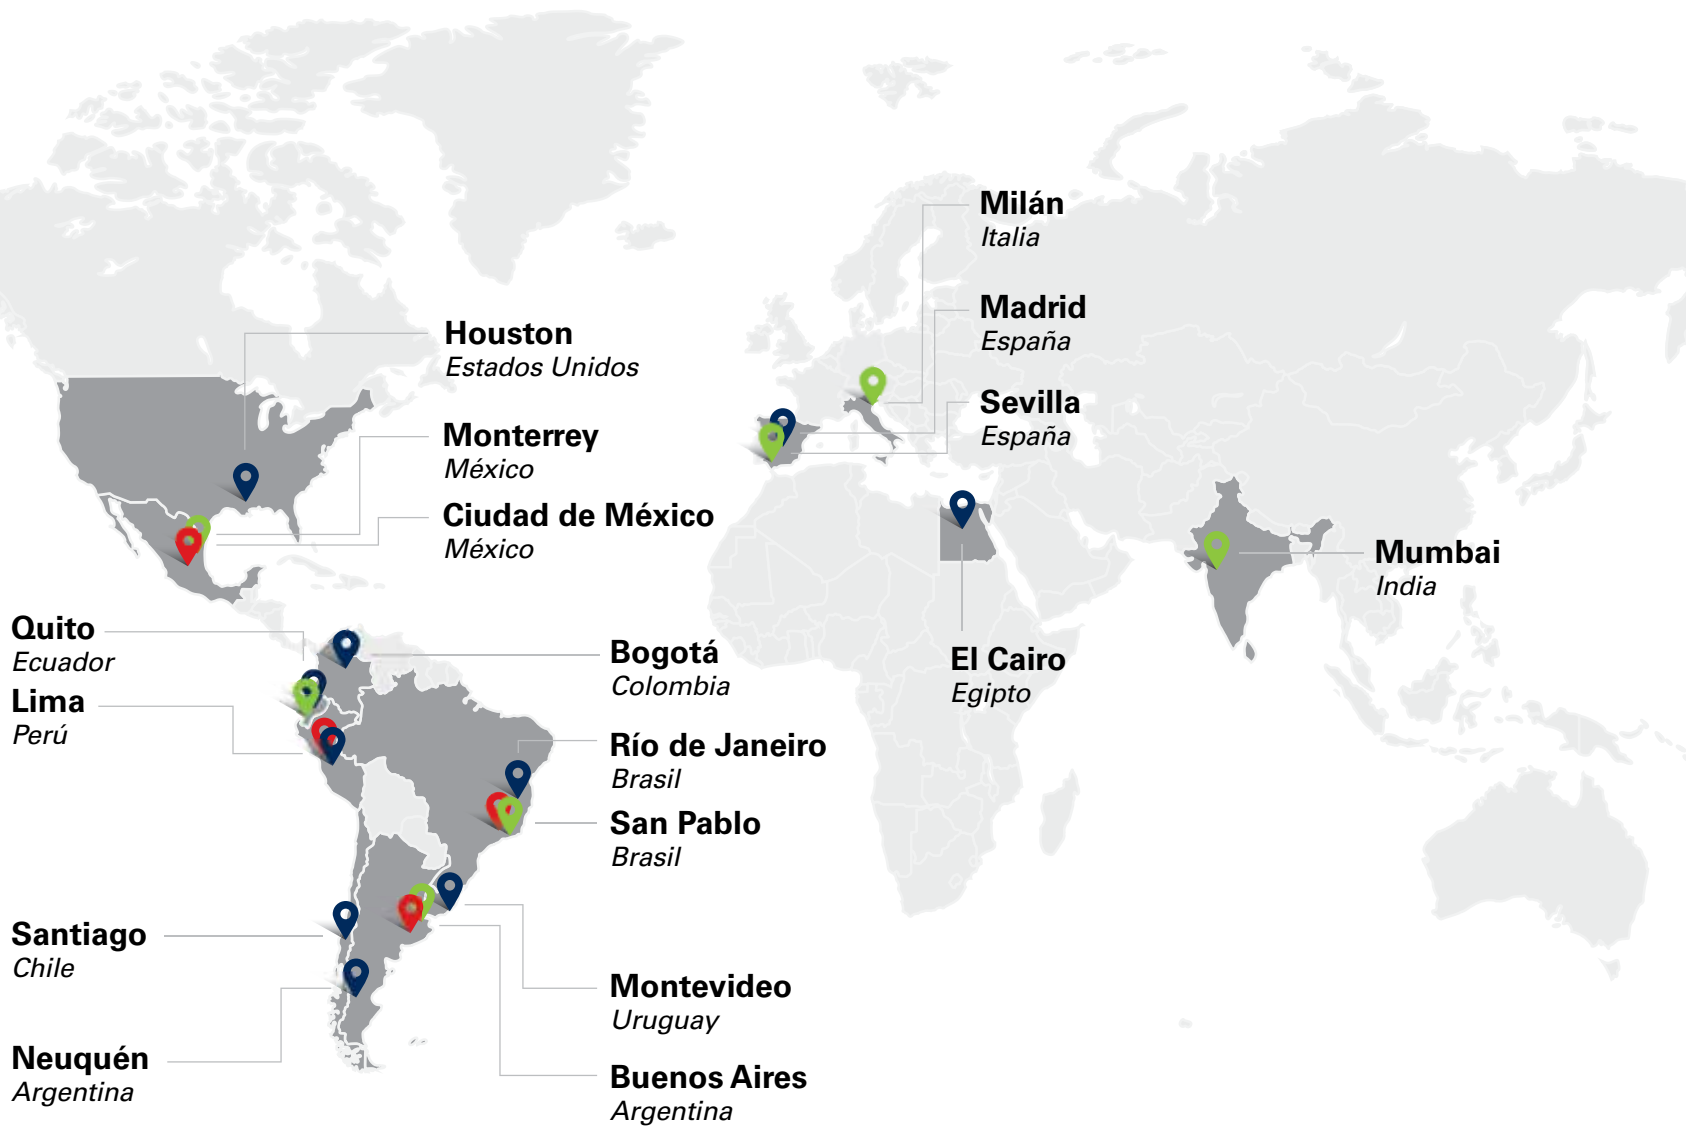 Milán
Italia
Madrid
España
Houston
Estados Unidos
Sevilla
España
Monterrey
México
Ciudad de México
México
Mumbai
India
Quito
Ecuador
Bogotá
Colombia
El Cairo
Egipto
Lima
Perú
Río de Janeiro
Brasil
San Pablo
Brasil
Santiago
Chile
Montevideo
Uruguay
Neuquén
Argentina
Buenos Aires
Argentina